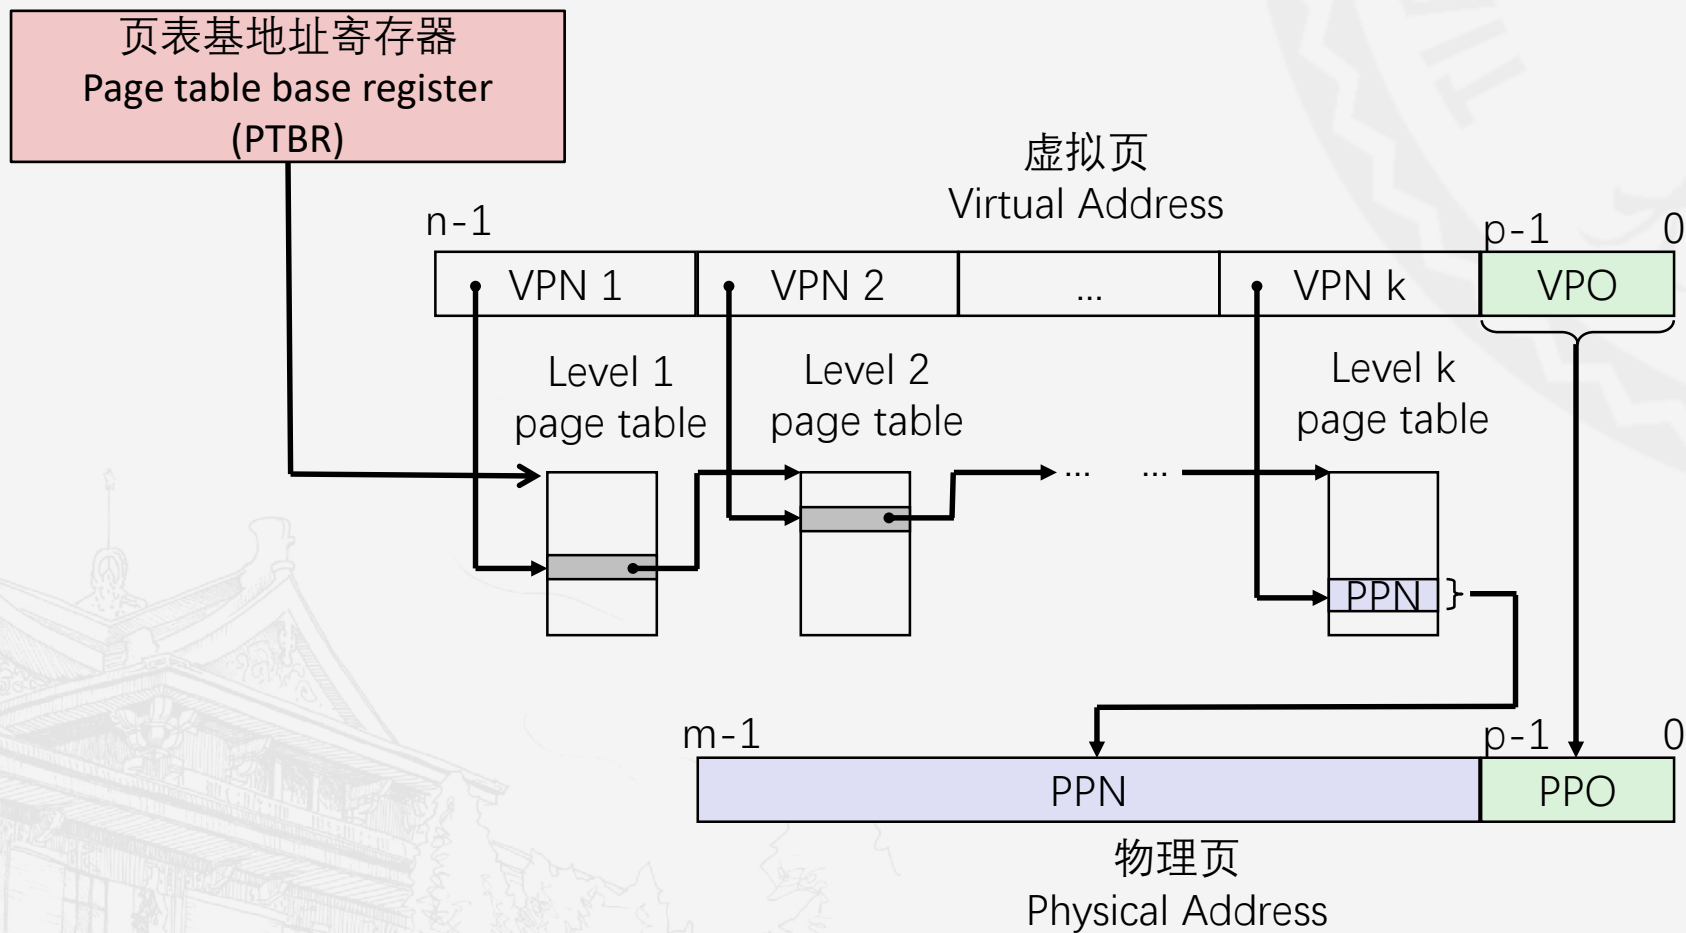 页表基地址寄存器
Page table base register
(PTBR)
虚拟页
Virtual Address
n-1
p-1
0
VPN 1
VPN 2
...
VPN k
VPO
Level 1
page table
Level 2
page table
Level k
page table
...
...
PPN
m-1
p-1
0
PPN
PPO
物理页
Physical Address